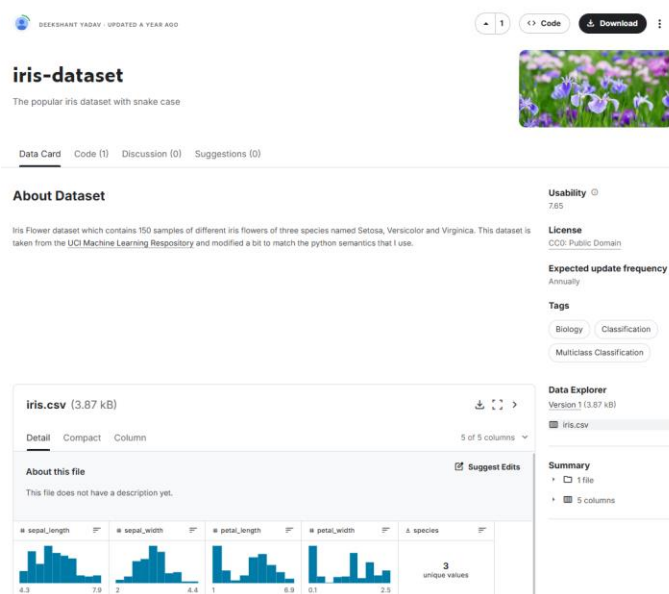 DEEKSHANT YADAV · UPDATED A YEAR AGO
1
<> Code
Download
iris-dataset
The popular iris dataset with snake case
Data Card Code (1) Discussion (0) Suggestions (0)
About Dataset
Iris Flower dataset which contains 150 samples of different iris flowers of three species named Setosa, Versicolor and Virginica. This dataset is
taken from the UCI Machine Learning Respository and modified a bit to match the python semantics that I use.
Usability
7.65
License
CC0: Public Domain
Expected update frequency
Annually
Tags
Biology Classification
Multiclass Classification
iris.csv (3.87 kB)
Detail Compact Column 5 of 5 columns
About this file
Suggest Edits
This file does not have a description yet.
# sepal_length # sepal_width # petal_length # petal_width species
3
unique values
4.3 7.9 2 4.4 1 6.9 0.1 2.5
Data Explorer
Version 1 (3.87 kB)
iris.csv
Summary
1 file
5 columns